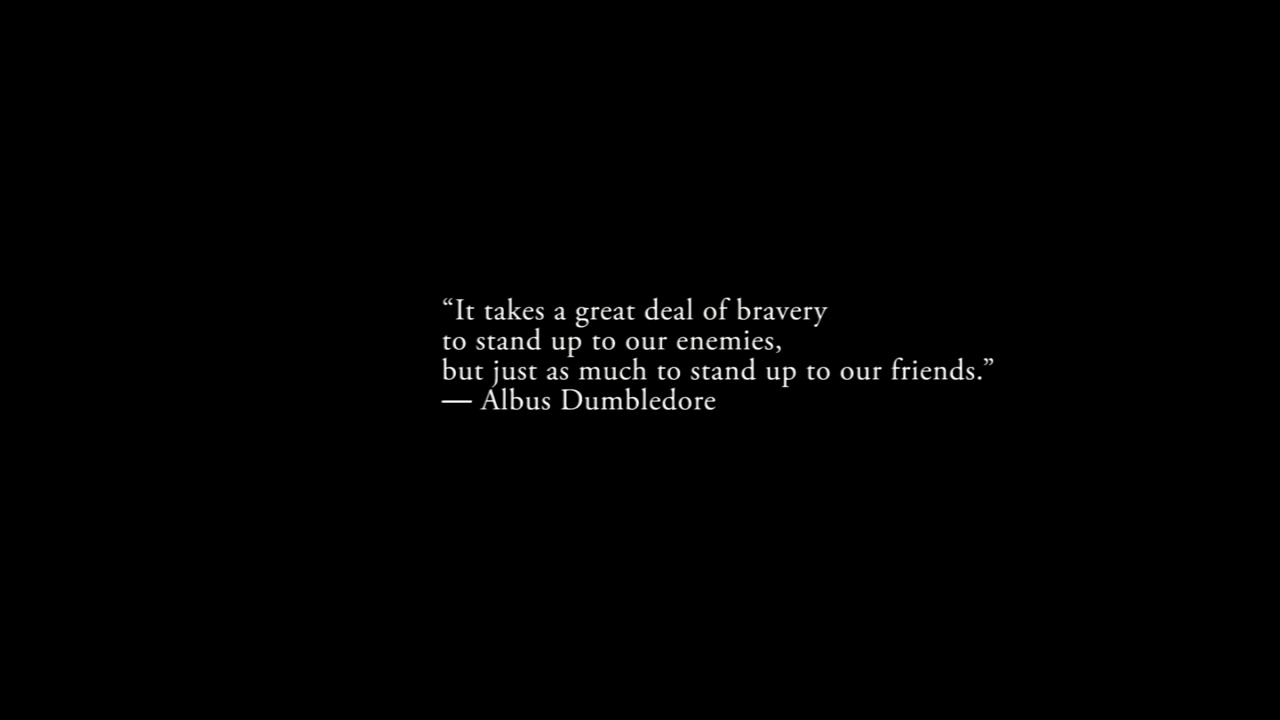 “It takes a great deal of bravery
to stand up to our enemies,
but just as much to stand up to our friends.”
— Albus Dumbledore